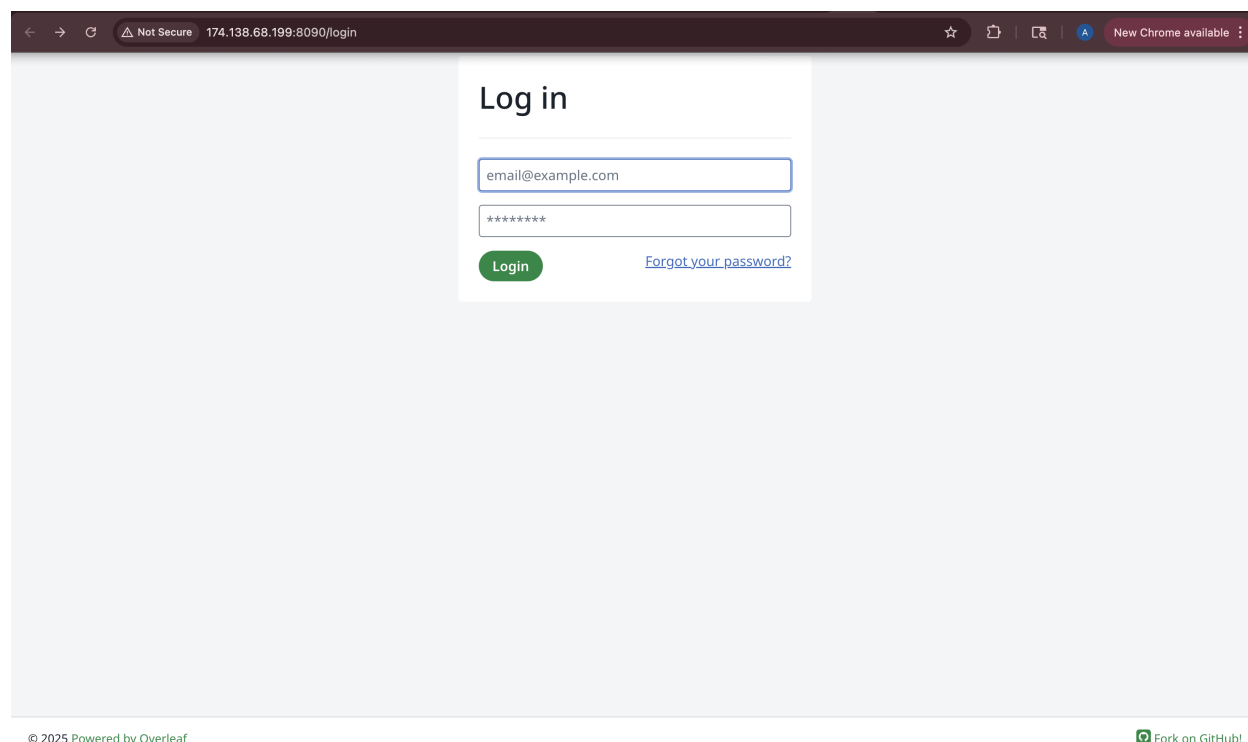 Not Secure 174.138.68.199:8090/login A New Chrome available
Log in
email@example.com
********
Login Forgot your password?
© 2025 Powered by Overleaf Fork on GitHub!